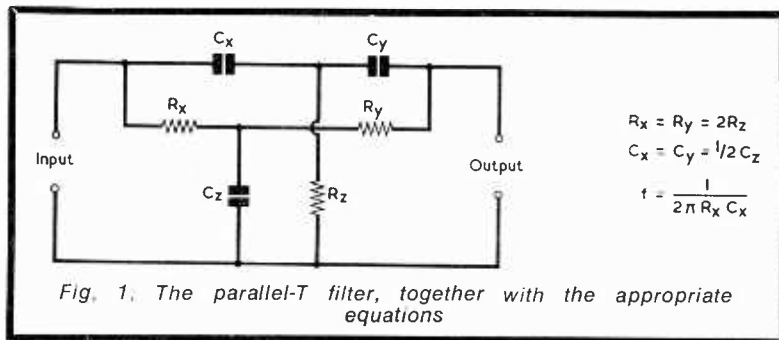 Cx
Cy
Rx
Ry
Input
Output
Cz
Rz
Rx = Ry = 2Rz
Cx = Cy = 1/2 Cz
f = 1
2π Rx Cx
Fig. 1. The parallel-T filter, together with the appropriate
equations